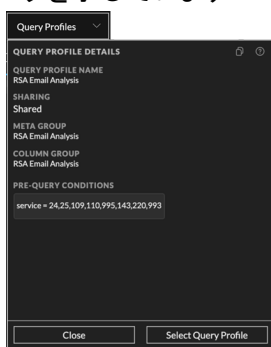 Query Profiles
QUERY PROFILE DETAILS
QUERY PROFILE NAME
RSA Email Analysis
SHARING
Shared
META GROUP
RSA Email Analysis
COLUMN GROUP
RSA Email Analysis
PRE-QUERY CONDITIONS
service = 24,25,109,110,995,143,220,993
Close
Select Query Profile